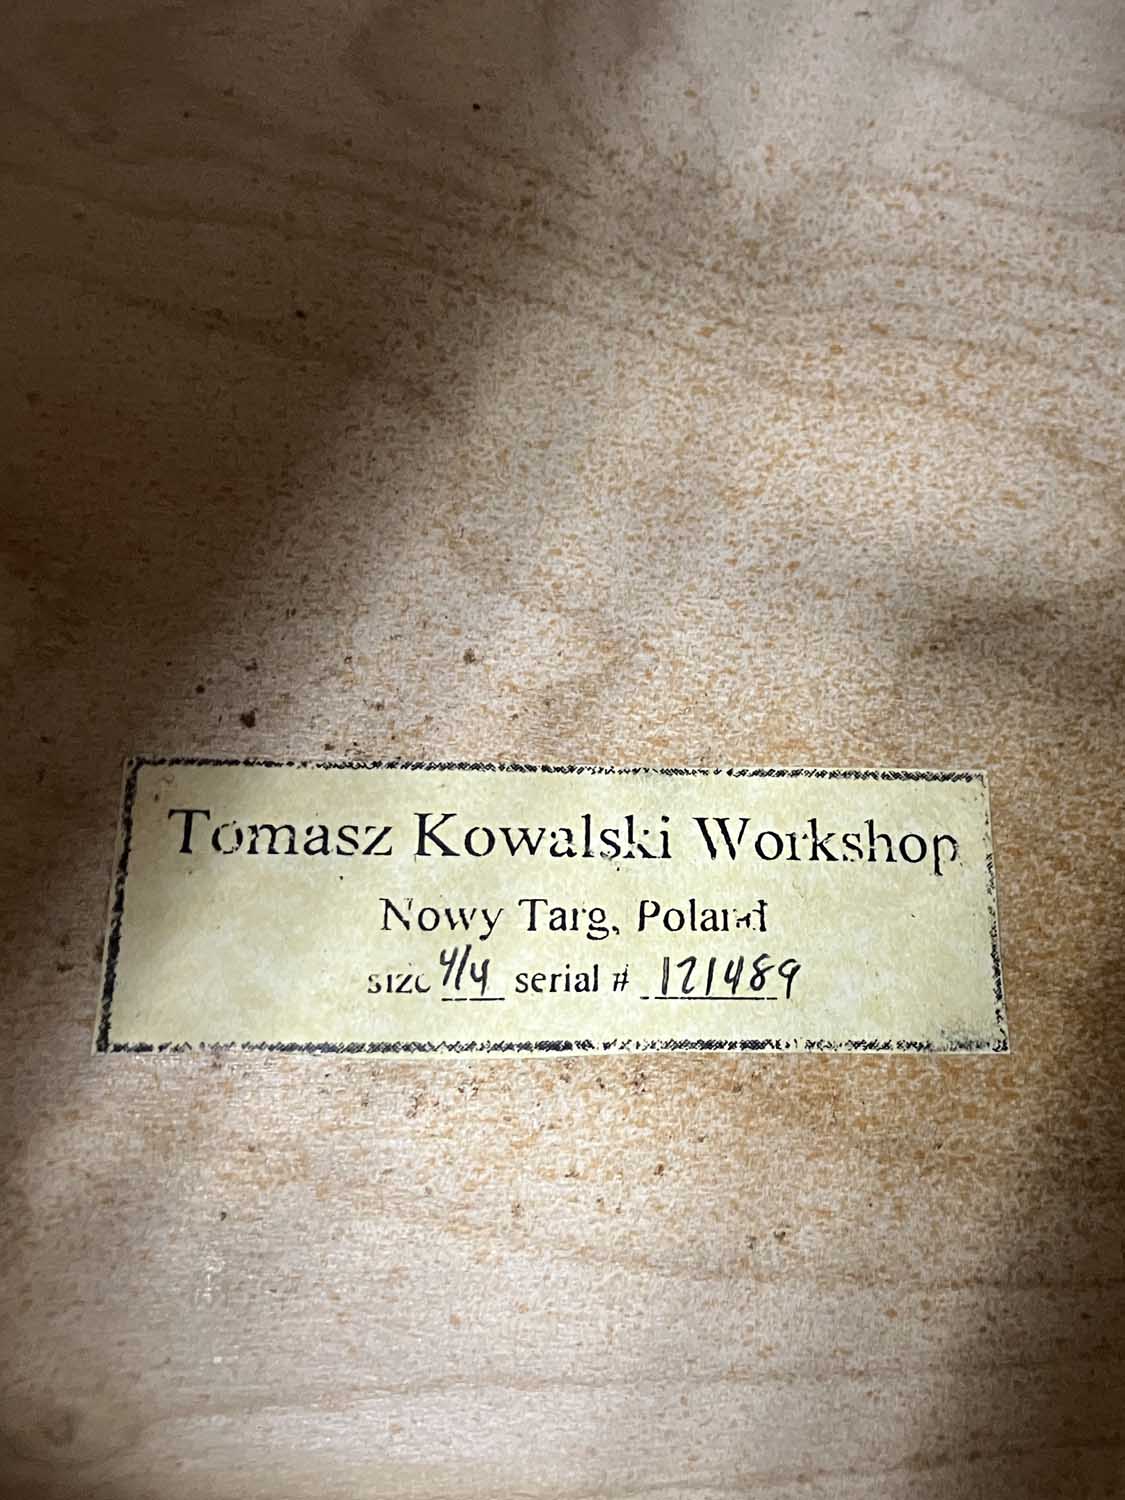 Tomasz Kowalski Workshop
Nowy Targ, Poland
size 4/4 serial # 121489